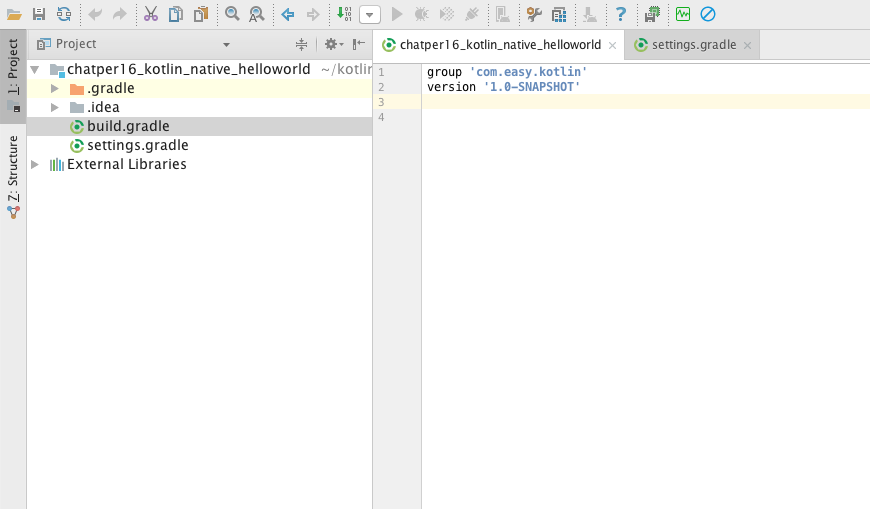 Project
chatper16_kotlin_native_helloworld
settings.gradle
1: Project
Z: Structure
chatper16_kotlin_native_helloworld ~/kotlin
.gradle
.idea
build.gradle
settings.gradle
External Libraries
1 group 'com.easy.kotlin'
2 version '1.0-SNAPSHOT'
3
4